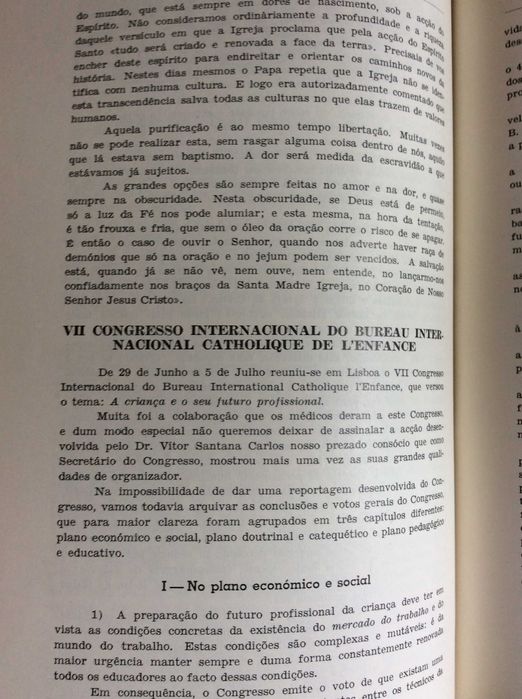 do mundo, que está sempre em dores de nascimento, sob a acção do
Espírito. Não consideramos ordinàriamente a profundidade e a riqueza
daquele versículo em que a Igreja proclama que pela acção do Espírito
Santo «tudo será criado e renovada a face da terra». Precisais de vos
encher deste espírito para endireitar e orientar os caminhos novos da
história. Nestes dias mesmos o Papa repetia que a Igreja não se iden-
tifica com nenhuma cultura. E logo era autorizadamente comentado que
esta transcendência salva todas as culturas no que elas trazem de valores
humanos.
Aquela purificação é ao mesmo tempo libertação. Muitas vezes
não se pode realizar esta, sem rasgar alguma coisa dentro de nós, aquilo
que lá estava sem baptismo. A dor será medida da escravidão a que
estávamos já sujeitos.
As grandes opções são sempre feitas no amor e na dor, e quase
sempre na obscuridade. Nesta obscuridade, se Deus está de permeio,
só a luz da Fé nos pode alumiar; e esta mesma, na hora da tentação,
é tão frouxa e fria, que sem o óleo da oração corre o risco de se apagar.
É então o caso de ouvir o Senhor, quando nos adverte haver raça de
demónios que só na oração e no jejum podem ser vencidos. A salvação
está, quando já se não vê, nem ouve, nem entende, no lançarmo-nos
confiadamente nos braços da Santa Madre Igreja, no Coração de Nosso
Senhor Jesus Cristo».
VII CONGRESSO INTERNACIONAL DO BUREAU INTER-
NACIONAL CATHOLIQUE DE L'ENFANCE
De 29 de Junho a 5 de Julho reuniu-se em Lisboa o VII Congresso
Internacional do Bureau International Catholique l'Enfance, que versou
o tema: A criança e o seu futuro profissional.
Muita foi a colaboração que os médicos deram a este Congresso,
e dum modo especial não queremos deixar de assinalar a acção desen-
volvida pelo Dr. Vitor Santana Carlos nosso prezado consócio que como
Secretário do Congresso, mostrou mais uma vez as suas grandes quali-
dades de organizador.
Na impossibilidade de dar uma reportagem desenvolvida do Con-
gresso, vamos todavia arquivar as conclusões e votos gerais do Congresso,
que para maior clareza foram agrupados em três capítulos diferentes:
plano económico e social, plano doutrinal e catequético e plano pedagógico
e educativo.
I — No plano económico e social
1) A preparação do futuro profissional da criança deve ter em
vista as condições concretas da existência do mercado do trabalho e do
mundo do trabalho. Estas condições são complexas e mutáveis: é da
maior urgência manter sempre e duma forma constantemente renovada
todos os educadores ao facto dessas condições.
Em consequência, o Congresso emite o voto de que existam uma
entre os técnicos da